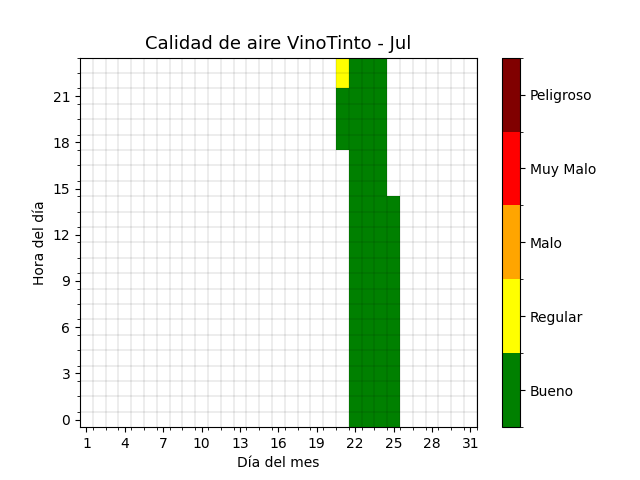 Calidad de aire VinoTinto - Jul
Hora del día
21
18
15
12
9
6
3
0
1 4 7 10 13 16 19 22 25 28 31
Día del mes
Peligroso
Muy Malo
Malo
Regular
Bueno